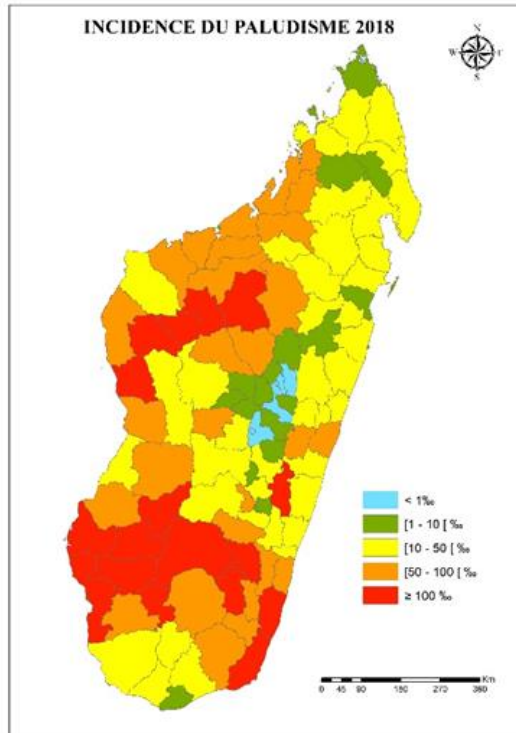 INCIDENCE DU PALUDISME 2018
N
W E
S
< 1‰
[1 - 10 [ ‰
[10 - 50 [ ‰
[50 - 100 [ ‰
≥ 100 ‰
Km
0 45 90 180 270 360